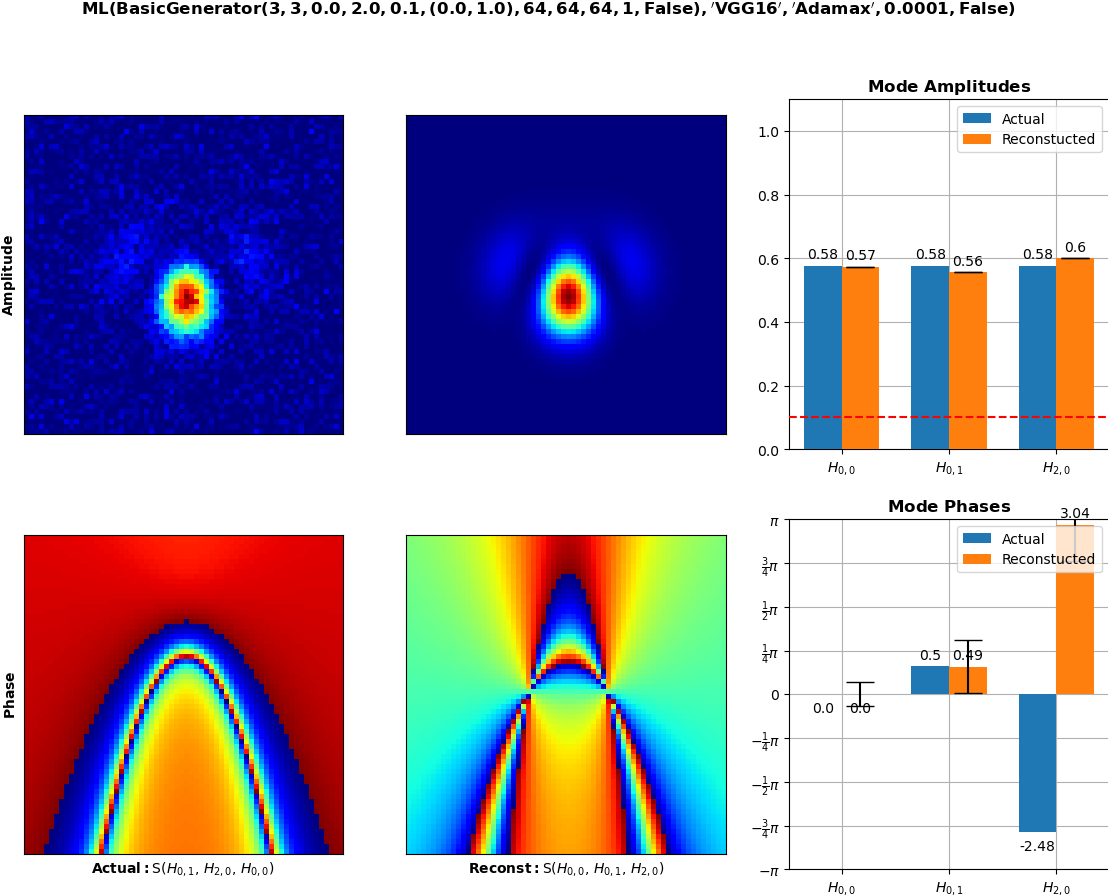 ML(BasicGenerator(3, 3, 0.0, 2.0, 0.1, (0.0, 1.0), 64, 64, 64, 1, False), ′VGG16′, ′Adamax′, 0.0001, False)
Amplitude
Mode Amplitudes
Actual
Reconstucted
1.0
0.8
0.6
0.4
0.2
0.0
0.58 0.57 0.58 0.56 0.58 0.6
H0,0 H0,1 H2,0
Phase
Actual: S(H0,1, H2,0, H0,0)
Reconst: S(H0,0, H0,1, H2,0)
Mode Phases
Actual
Reconstucted
π
3/4π
1/2π
1/4π
0
−1/4π
−1/2π
−3/4π
−π
0.0 0.0 0.5 0.49 -2.48 3.04
H0,0 H0,1 H2,0